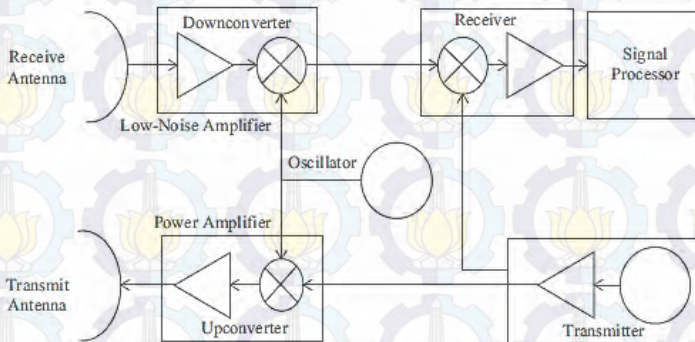 Downconverter
Receiver
Receive
Antenna
Signal
Processor
Low-Noise Amplifier
Oscillator
Power Amplifier
Transmit
Antenna
Upconverter
Transmitter